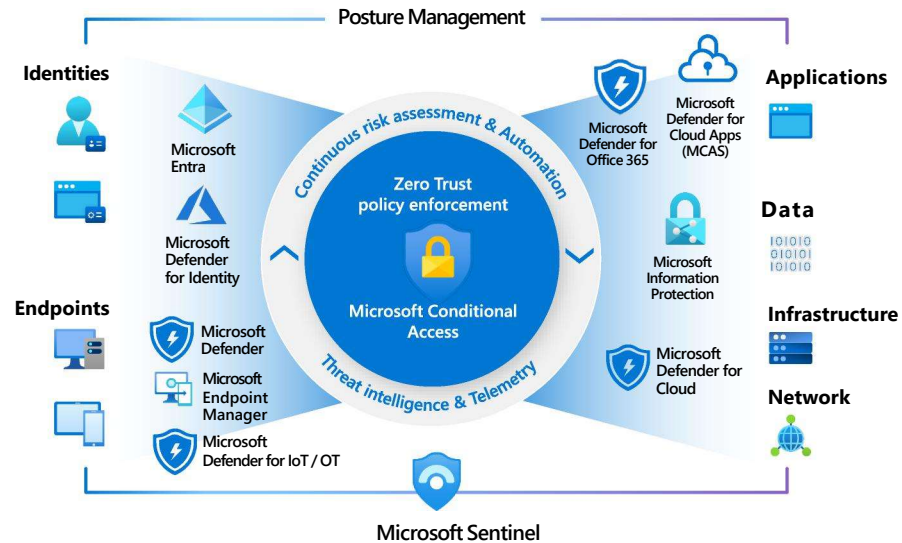 Posture Management
Identities
Microsoft
Entra
Microsoft
Defender
for Identity
Endpoints
Microsoft
Defender
Microsoft
Endpoint
Manager
Microsoft
Defender for IoT / OT
Continuous risk assessment & Automation
Zero Trust
policy enforcement
Microsoft Conditional
Access
Threat intelligence & Telemetry
Microsoft
Defender for
Office 365
Microsoft
Defender for
Cloud Apps
(MCAS)
Applications
Microsoft
Information
Protection
Data
101010
010101
101010
Infrastructure
Microsoft
Defender for
Cloud
Network
Microsoft Sentinel